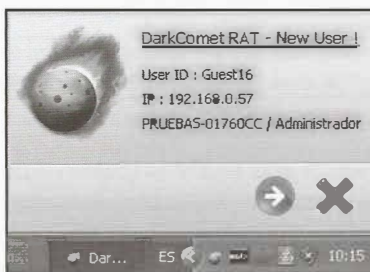 DarkComet RAT - New User !
User ID : Guest16
IP : 192.168.0.57
PRUEBAS-01760CC / Administrador
Dar... ES 10:15